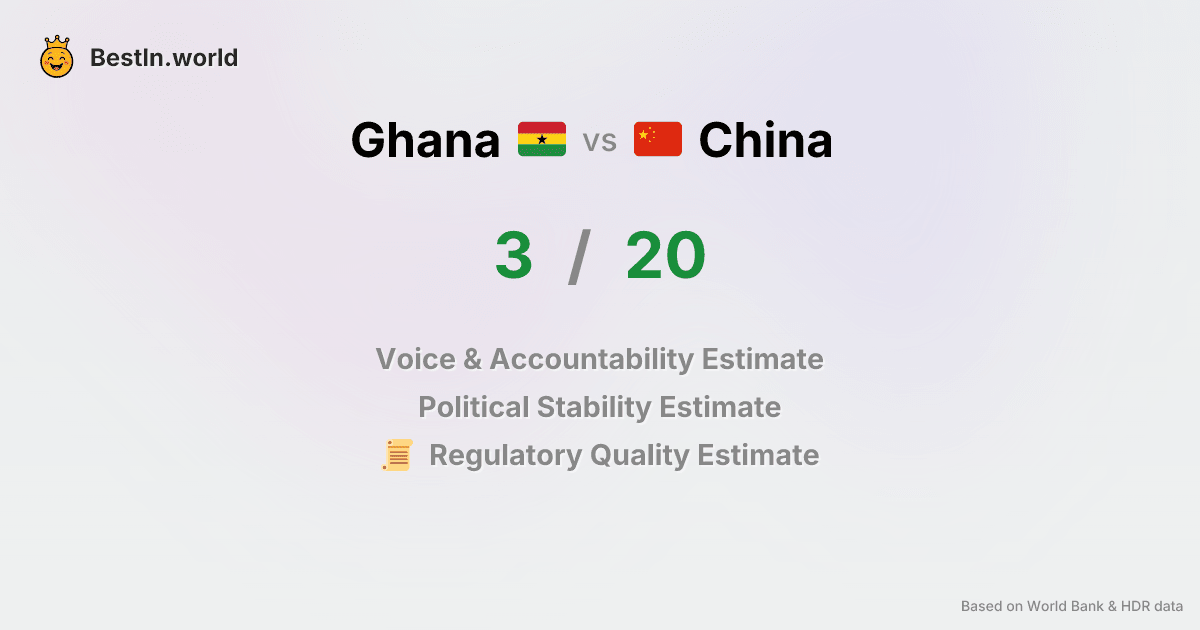 BestIn.world
Ghana vs China
3 / 20
Voice & Accountability Estimate
Political Stability Estimate
Regulatory Quality Estimate
Based on World Bank & HDR data